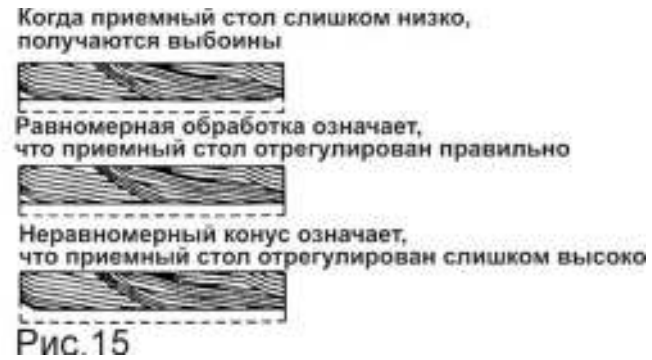 Когда приемный стол слишком низко,
получаются выбоины
Равномерная обработка означает,
что приемный стол отрегулирован правильно
Неравномерный конус означает,
что приемный стол отрегулирован слишком высоко
Рис.15